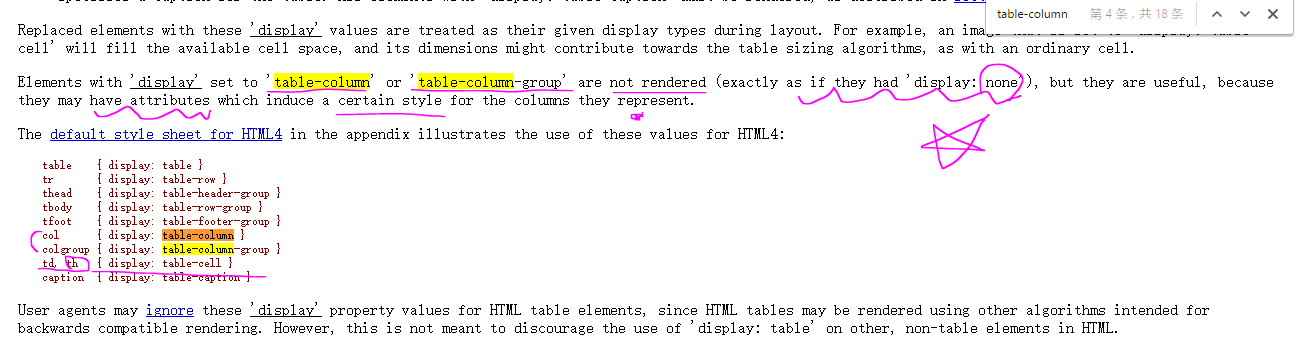 table-column 第 4 条，共 18 条
Replaced elements with these 'display' values are treated as their given display types during layout. For example, an
cell' will fill the available cell space, and its dimensions might contribute towards the table sizing algorithms, as with an ordinary cell.
Elements with 'display' set to 'table-column' or 'table-column-group' are not rendered (exactly as if they had 'display: none'), but they are useful, because
they may have attributes which induce a certain style for the columns they represent.
The default style sheet for HTML4 in the appendix illustrates the use of these values for HTML4:
table { display: table }
tr { display: table-row }
thead { display: table-header-group }
tbody { display: table-row-group }
tfoot { display: table-footer-group }
col { display: table-column }
colgroup { display: table-column-group }
td, th { display: table-cell }
caption { display: table-caption }
User agents may ignore these 'display' property values for HTML table elements, since HTML tables may be rendered using other algorithms intended for
backwards compatible rendering. However, this is not meant to discourage the use of 'display: table' on other, non-table elements in HTML.